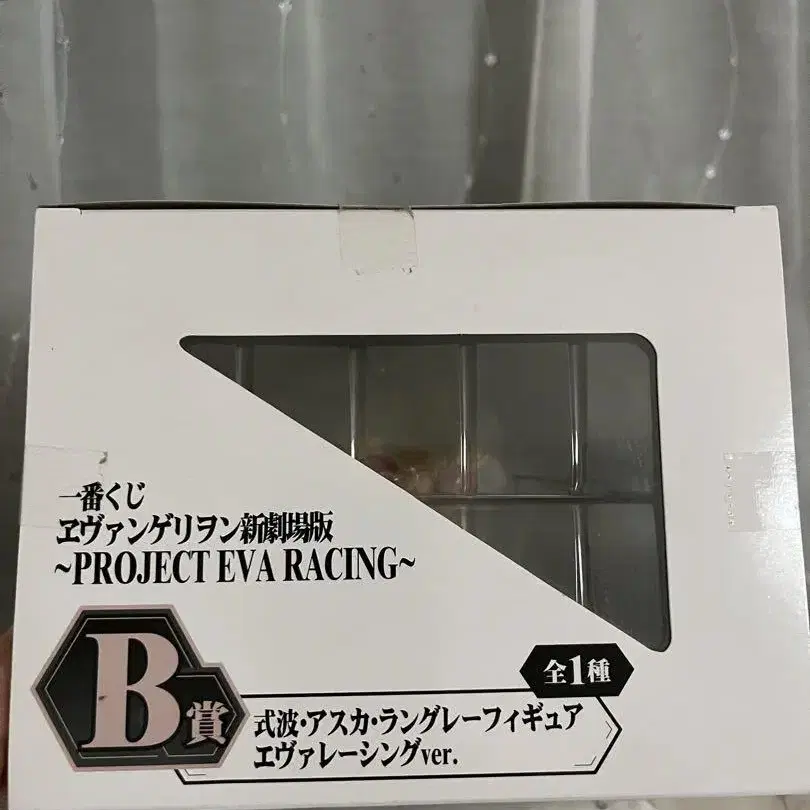 一番くじ
ヱヴァンゲリヲン新劇場版
~PROJECT EVA RACING~
B賞
全1種
式波・アスカ・ラングレーフィギュア
エヴァレーシングver.